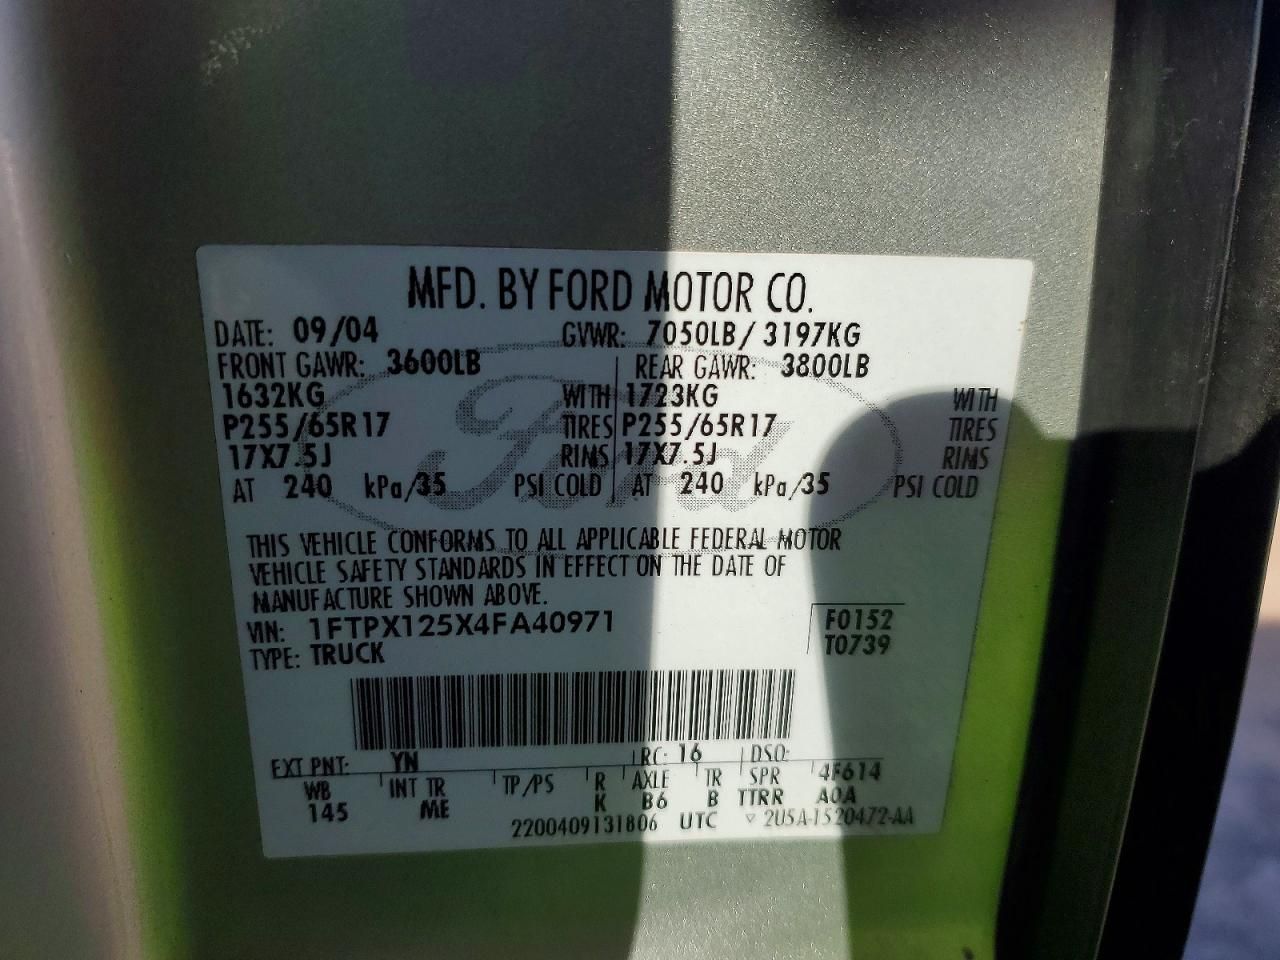 MFD. BY FORD MOTOR CO.
DATE: 09/04 GVWR: 7050LB/ 3197KG
FRONT GAWR: 3600LB REAR GAWR: 3800LB
1632KG WITH 1723KG WITH
P255/65R17 TIRES P255/65R17 TIRES
17X7.5J RIMS 17X7.5J RIMS
AT 240 kPa/35 PSI COLD AT 240 kPa/35 PSI COLD
Ford
THIS VEHICLE CONFORMS TO ALL APPLICABLE FEDERAL MOTOR
VEHICLE SAFETY STANDARDS IN EFFECT ON THE DATE OF
MANUFACTURE SHOWN ABOVE.
VIN: 1FTPX125X4FA40971 F0152
TYPE: TRUCK T0739
EXT PNT: YN RC: 16 DSO:
WB INT TR TP/PS R AXLE TR SPR 4F614
145 ME K B6 B TTRR A0A
2200409131806 UTC ▽ 2U5A-1520472-AA